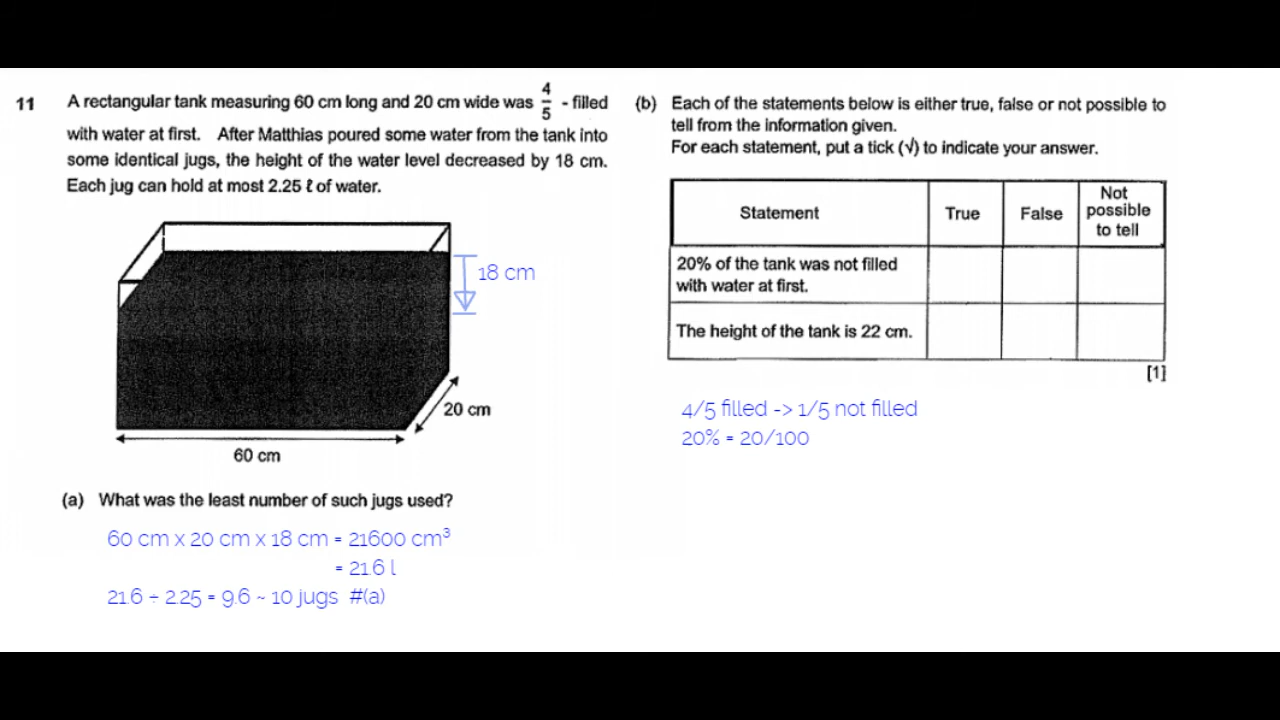 11 A rectangular tank measuring 60 cm long and 20 cm wide was 4/5 - filled
with water at first. After Matthias poured some water from the tank into
some identical jugs, the height of the water level decreased by 18 cm.
Each jug can hold at most 2.25 ℓ of water.
18 cm
20 cm
60 cm
(a) What was the least number of such jugs used?
60 cm x 20 cm x 18 cm = 21600 cm³
= 21.6 l
21.6 ÷ 2.25 = 9.6 ~ 10 jugs #(a)
(b) Each of the statements below is either true, false or not possible to
tell from the information given.
For each statement, put a tick (√) to indicate your answer.
Statement True False Not possible to tell
20% of the tank was not filled
with water at first.
The height of the tank is 22 cm.
[1]
4/5 filled -> 1/5 not filled
20% = 20/100